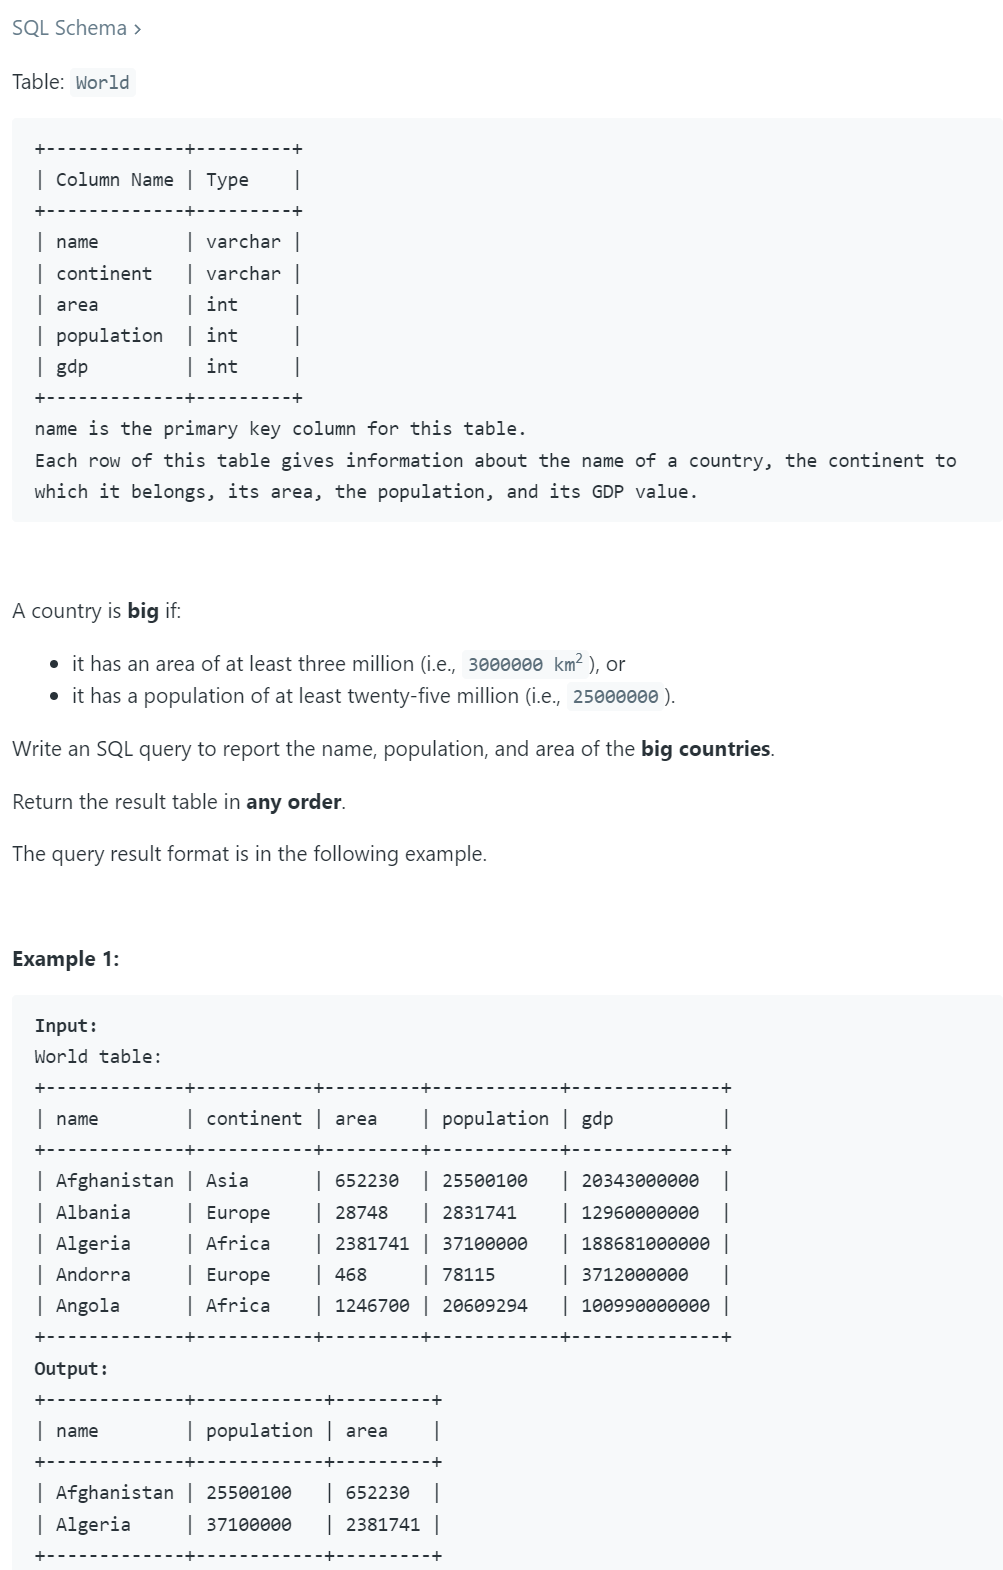 SQL Schema >
Table: World
+-------------+---------+
| Column Name | Type    |
+-------------+---------+
| name        | varchar |
| continent   | varchar |
| area        | int     |
| population  | int     |
| gdp         | int     |
+-------------+---------+
name is the primary key column for this table.
Each row of this table gives information about the name of a country, the continent to
which it belongs, its area, the population, and its GDP value.
A country is big if:
• it has an area of at least three million (i.e., 3000000 km²), or
• it has a population of at least twenty-five million (i.e., 25000000).
Write an SQL query to report the name, population, and area of the big countries.
Return the result table in any order.
The query result format is in the following example.
Example 1:
Input:
World table:
+-------------+-----------+---------+------------+--------------+
| name        | continent | area    | population | gdp          |
+-------------+-----------+---------+------------+--------------+
| Afghanistan | Asia      | 652230  | 25500100   | 20343000000  |
| Albania     | Europe    | 28748   | 2831741    | 12960000000  |
| Algeria     | Africa    | 2381741 | 37100000   | 188681000000 |
| Andorra     | Europe    | 468     | 78115      | 3712000000   |
| Angola      | Africa    | 1246700 | 20609294   | 100990000000 |
+-------------+-----------+---------+------------+--------------+
Output:
+-------------+------------+---------+
| name        | population | area    |
+-------------+------------+---------+
| Afghanistan | 25500100   | 652230  |
| Algeria     | 37100000   | 2381741 |
+-------------+------------+---------+